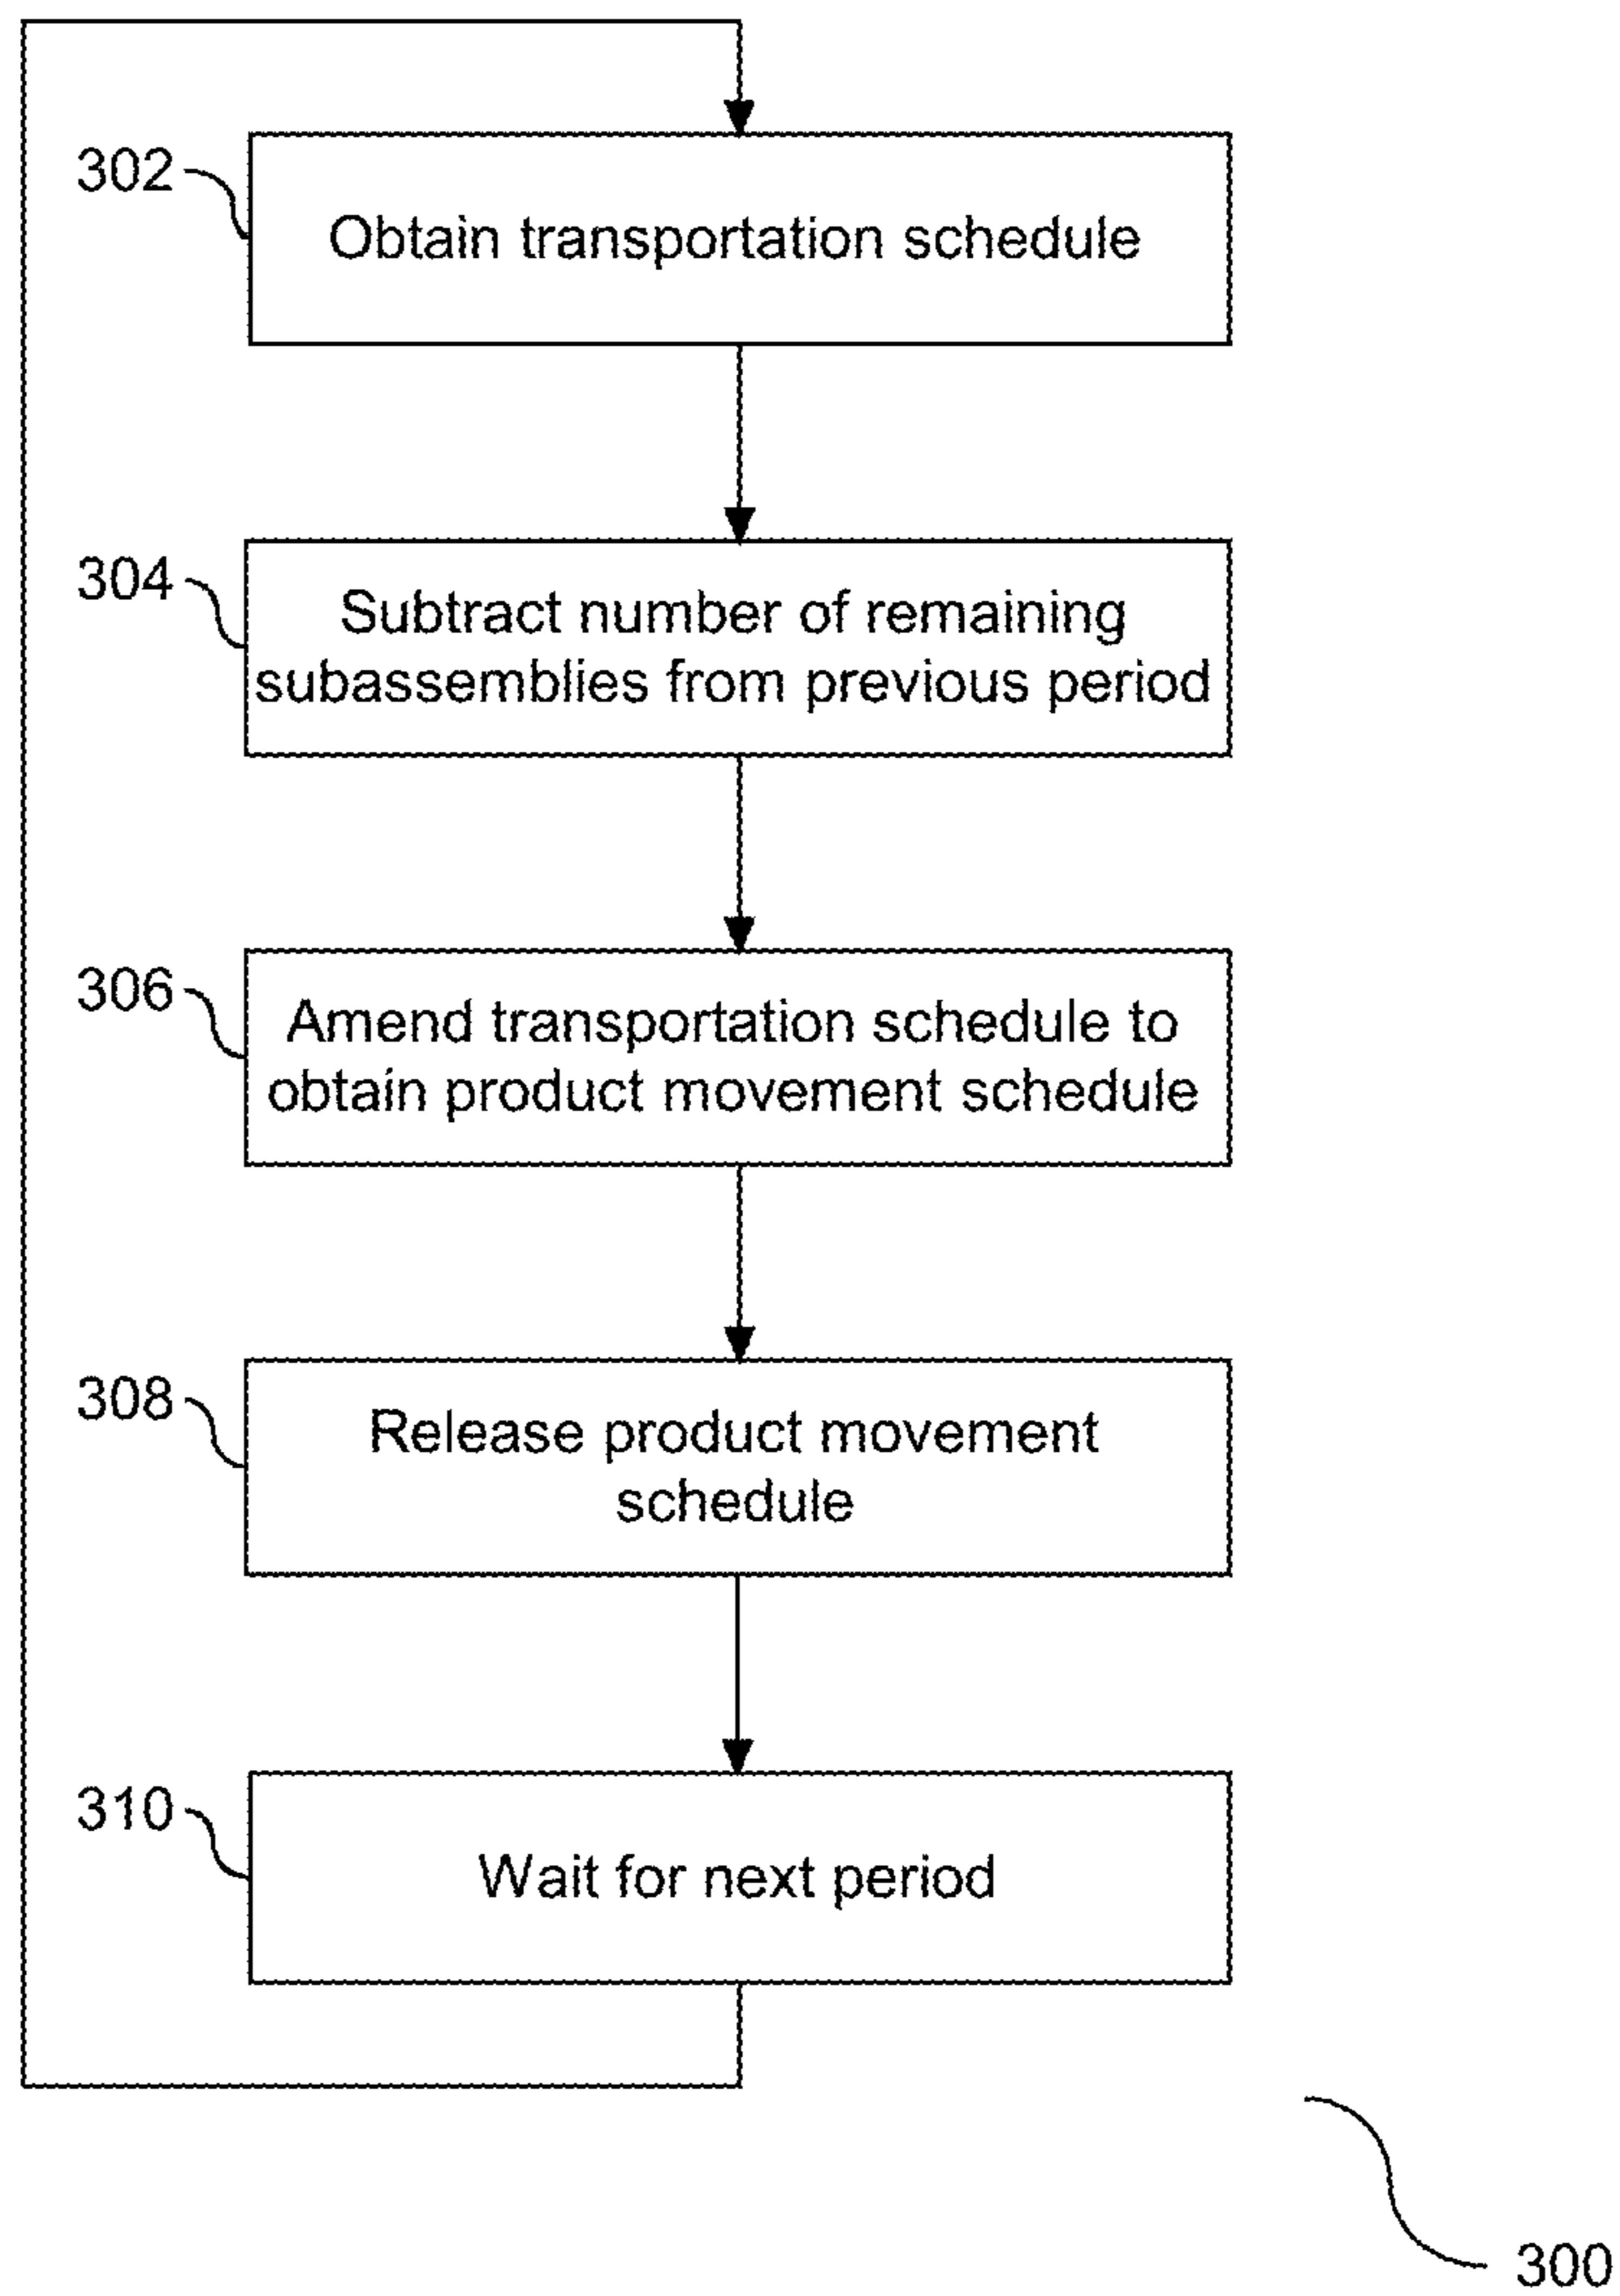 302
Obtain transportation schedule
304
Subtract number of remaining
subassemblies from previous period
306
Amend transportation schedule to
obtain product movement schedule
308
Release product movement
schedule
310
Wait for next period
300